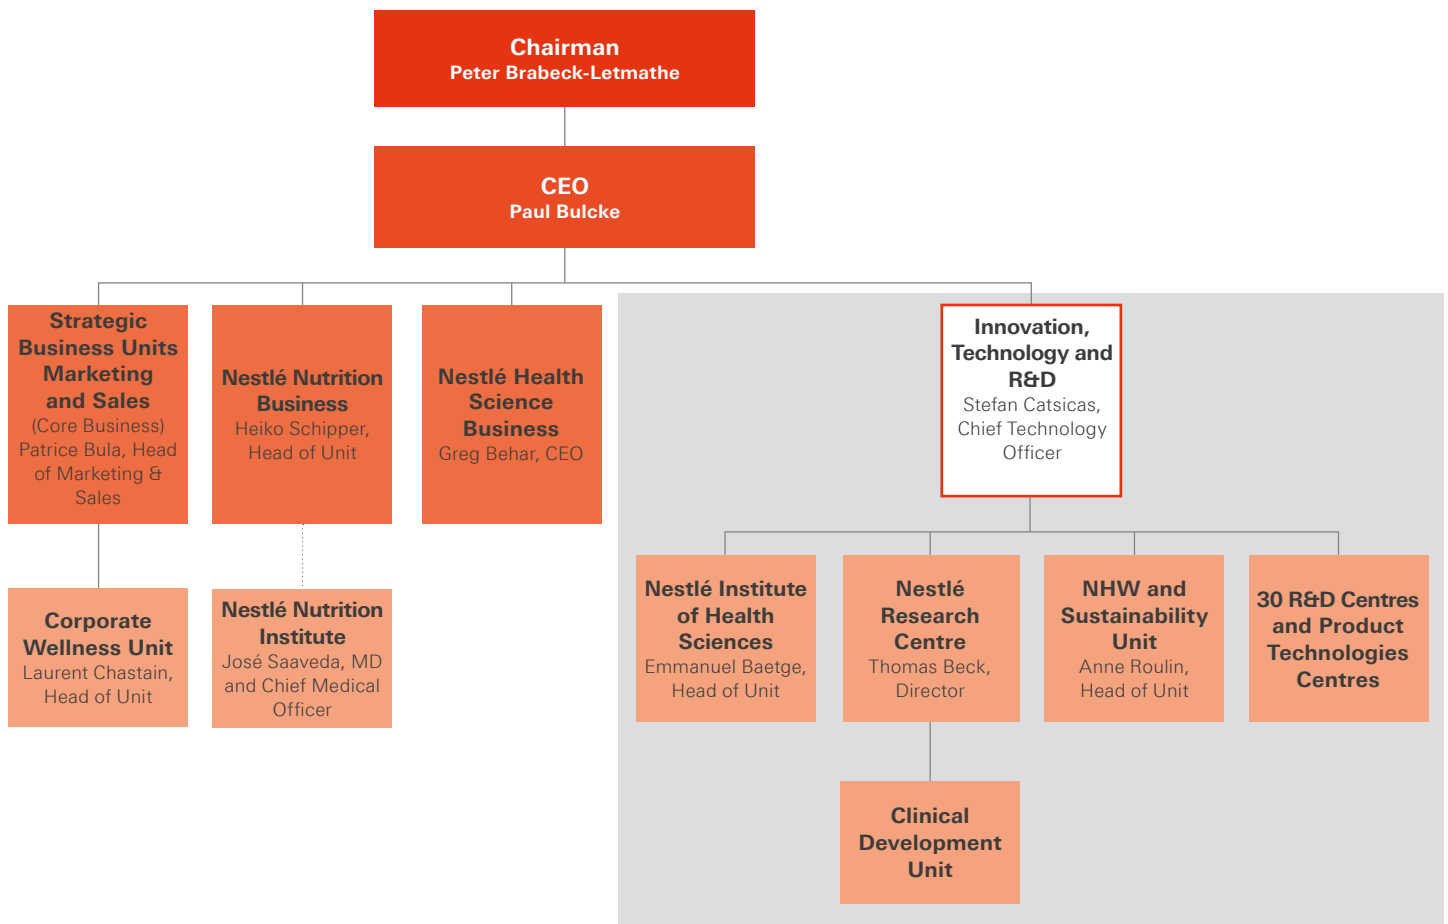 Chairman
Peter Brabeck-Letmathe
CEO
Paul Bulcke
Strategic
Business Units
Marketing
and Sales
(Core Business)
Patrice Bula, Head
of Marketing &
Sales
Nestlé Nutrition
Business
Heiko Schipper,
Head of Unit
Nestlé Health
Science
Business
Greg Behar, CEO
Innovation,
Technology and
R&D
Stefan Catsicas,
Chief Technology
Officer
Corporate
Wellness Unit
Laurent Chastain,
Head of Unit
Nestlé Nutrition
Institute
José Saaveda, MD
and Chief Medical
Officer
Nestlé Institute
of Health
Sciences
Emmanuel Baetge,
Head of Unit
Nestlé
Research
Centre
Thomas Beck,
Director
NHW and
Sustainability
Unit
Anne Roulin,
Head of Unit
30 R&D Centres
and Product
Technologies
Centres
Clinical
Development
Unit